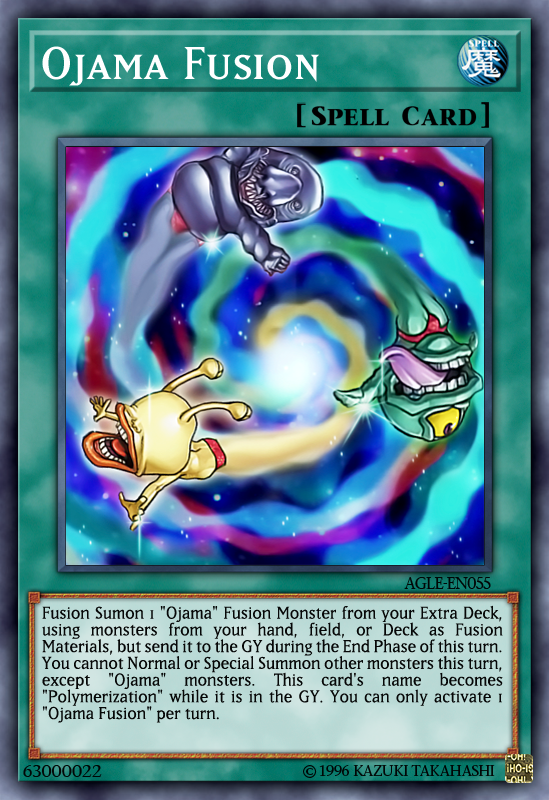 Ojama Fusion
SPELL
魔
[Spell Card]
AGLE-EN055
Fusion Sumon 1 "Ojama" Fusion Monster from your Extra Deck,
using monsters from your hand, field, or Deck as Fusion
Materials, but send it to the GY during the End Phase of this turn.
You cannot Normal or Special Summon other monsters this turn,
except "Ojama" monsters. This card's name becomes
"Polymerization" while it is in the GY. You can only activate 1
"Ojama Fusion" per turn.
63000022
© 1996 KAZUKI TAKAHASHI